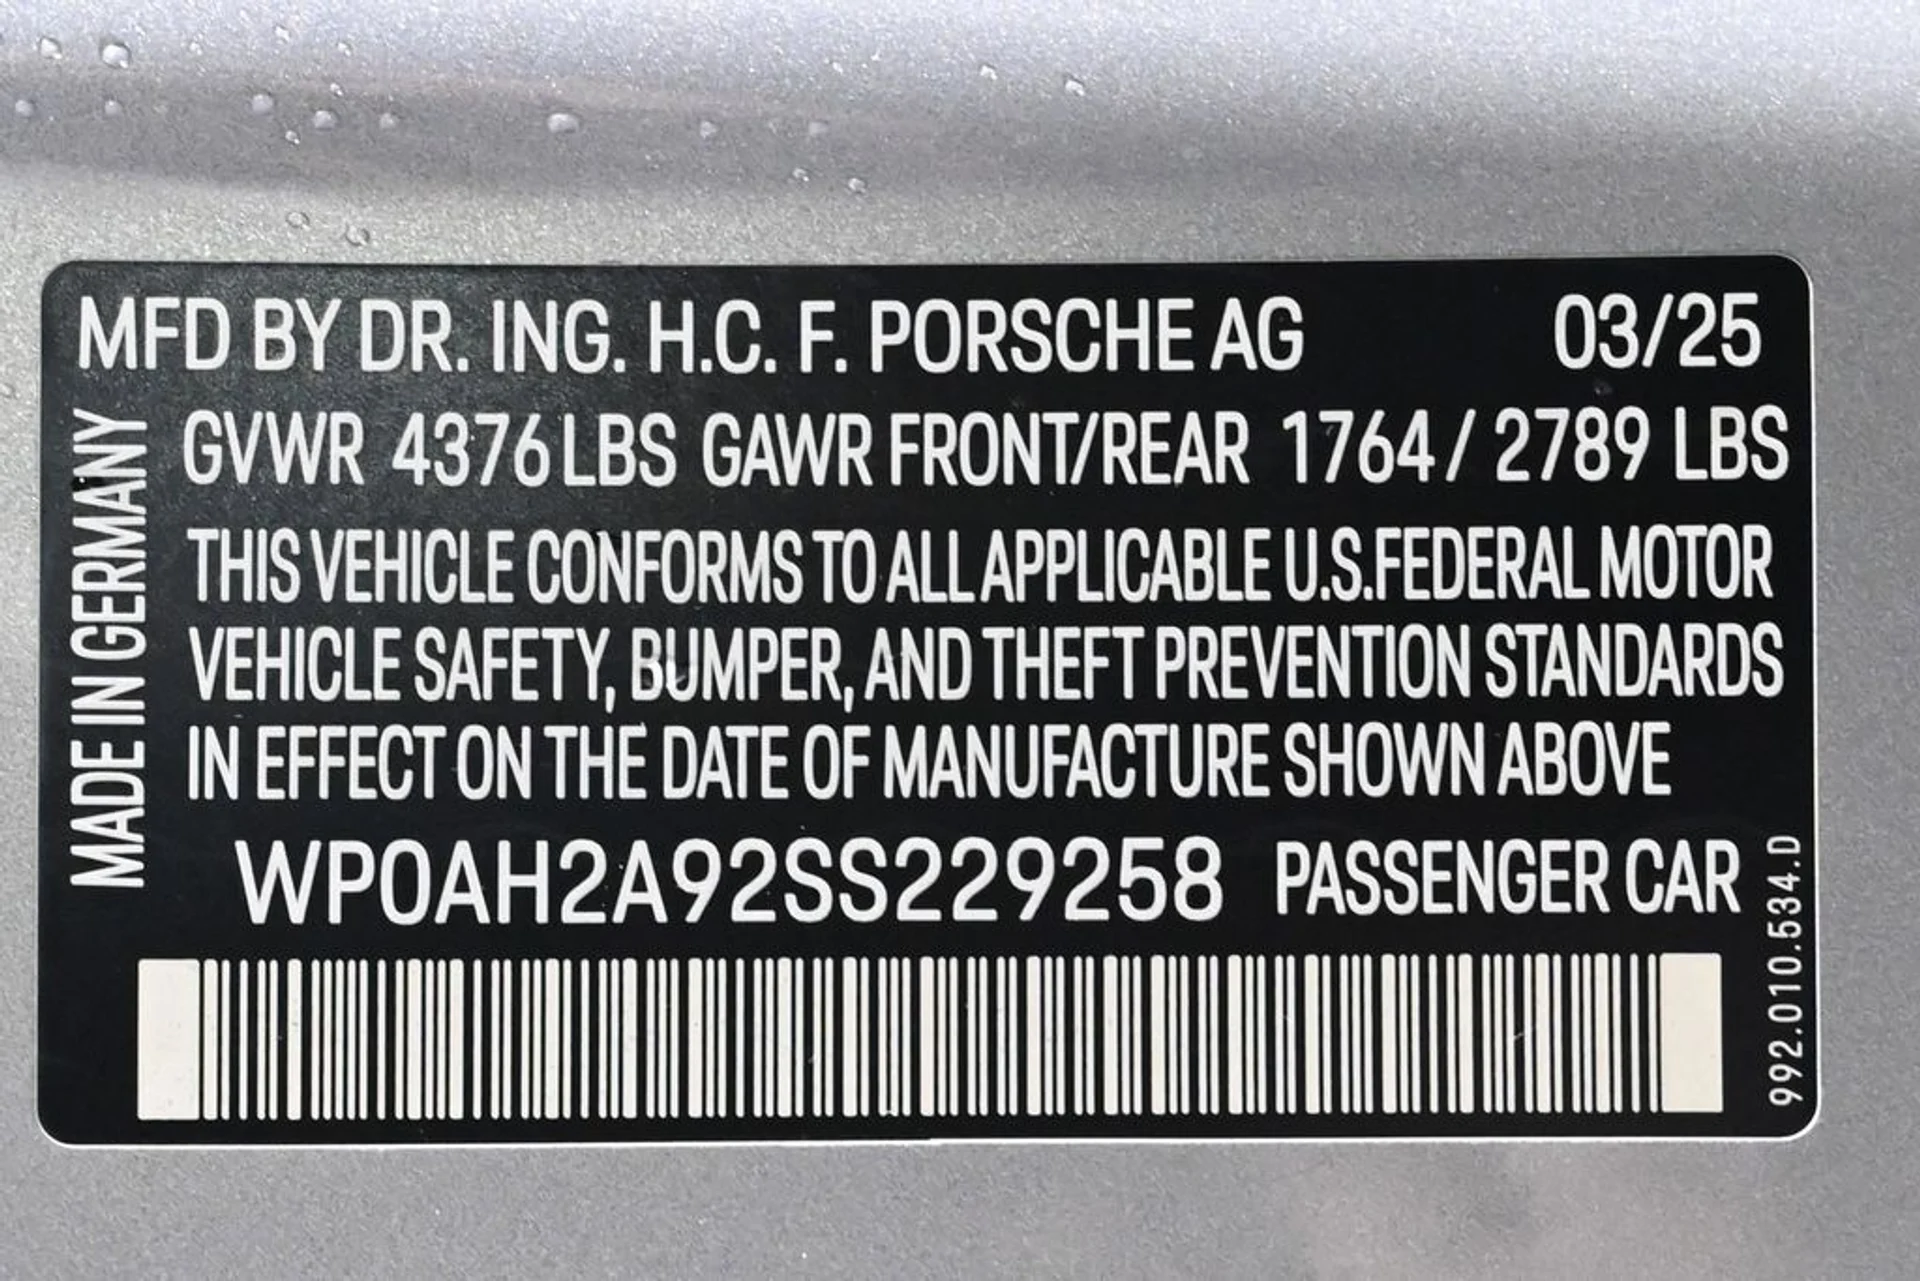 MFD BY DR. ING. H.C. F. PORSCHE AG 03/25
GVWR 4376 LBS GAWR FRONT/REAR 1764 / 2789 LBS
THIS VEHICLE CONFORMS TO ALL APPLICABLE U.S.FEDERAL MOTOR
VEHICLE SAFETY, BUMPER, AND THEFT PREVENTION STANDARDS
IN EFFECT ON THE DATE OF MANUFACTURE SHOWN ABOVE
WP0AH2A92SS229258 PASSENGER CAR
MADE IN GERMANY
992.010.534.D